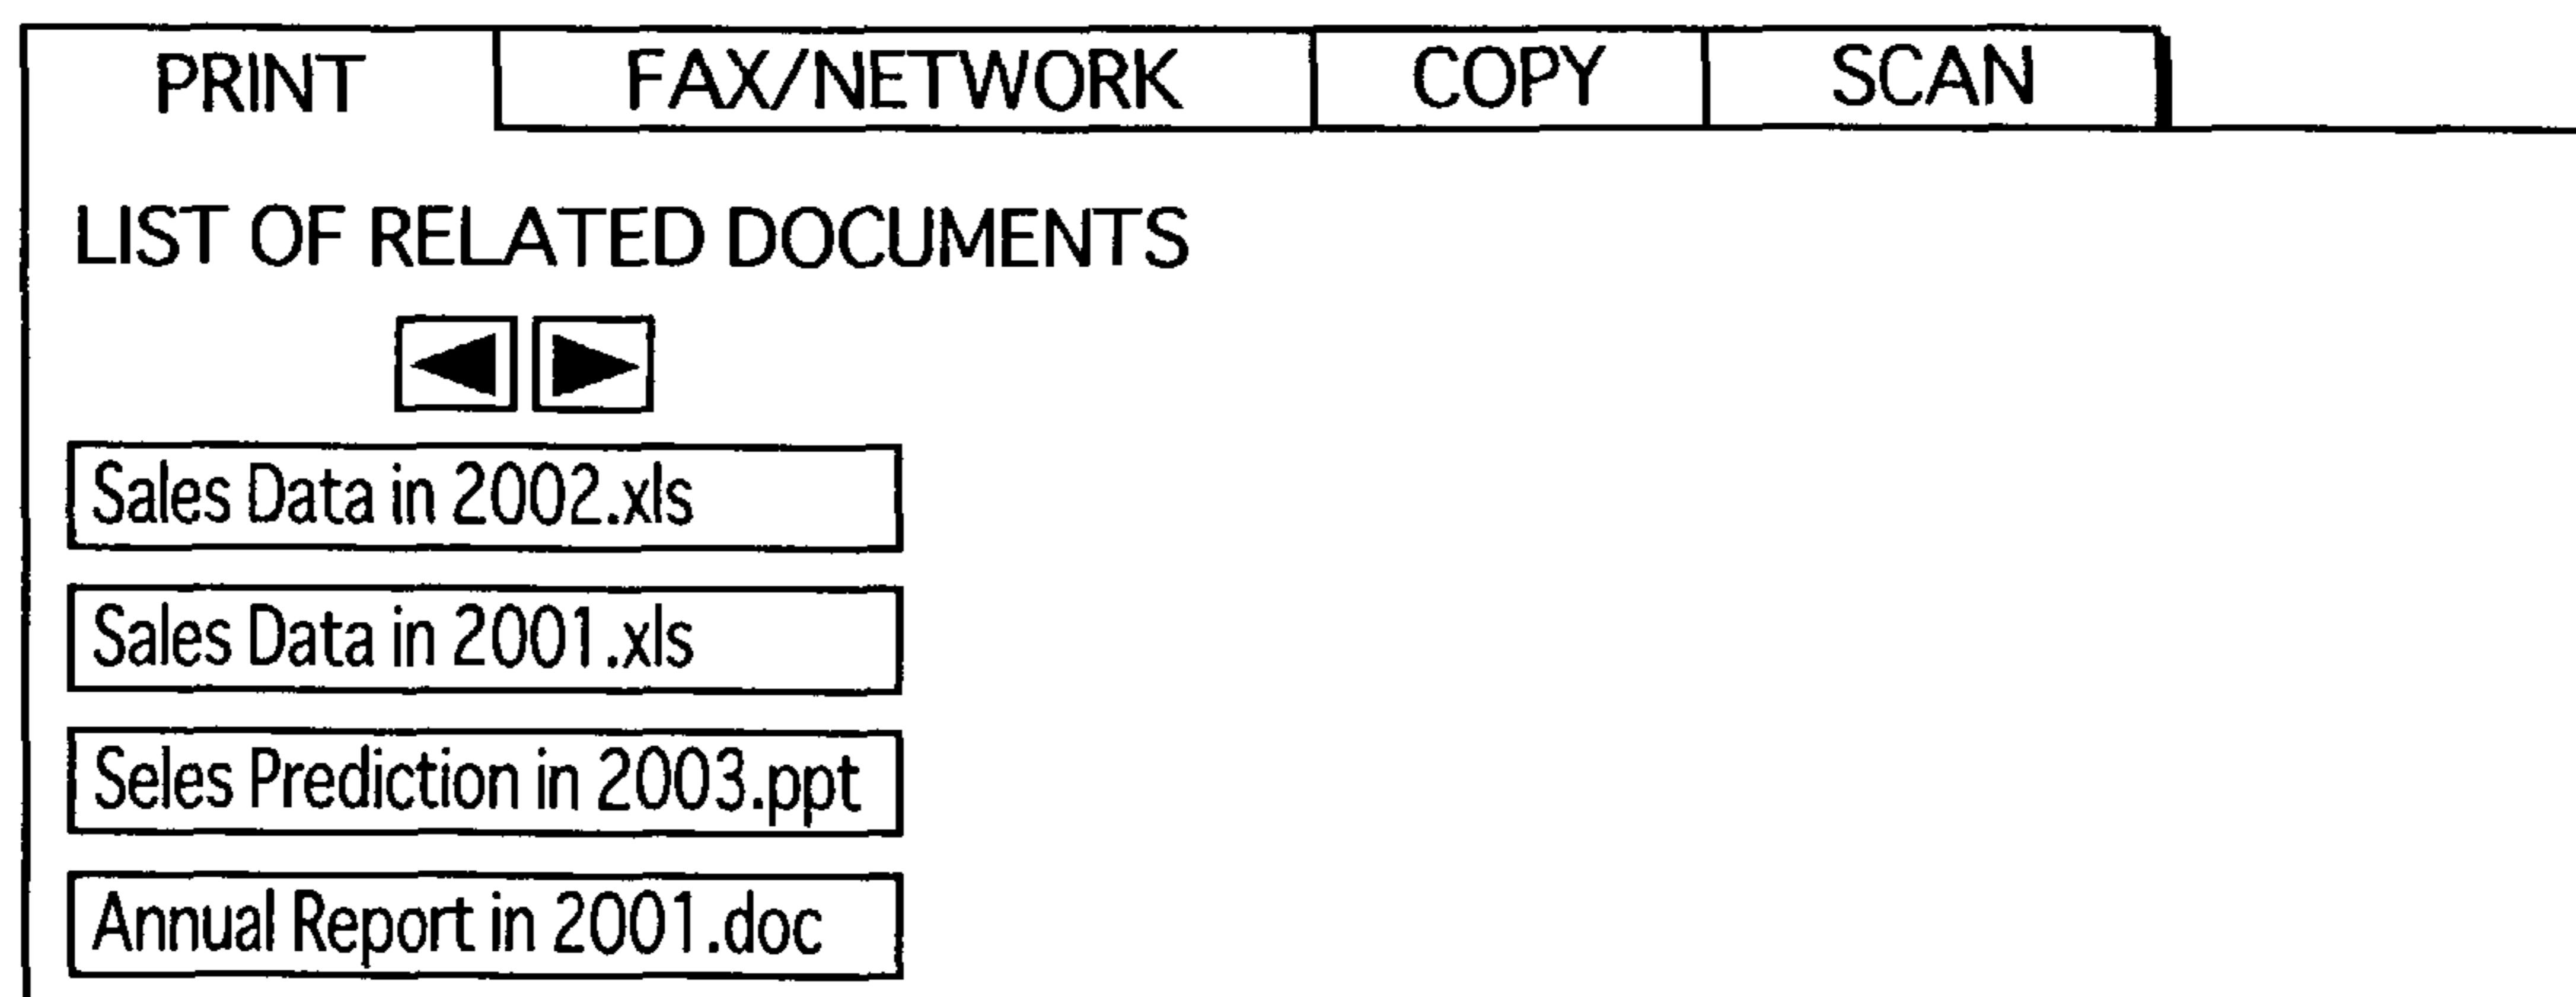 PRINT FAX/NETWORK COPY SCAN
LIST OF RELATED DOCUMENTS
Sales Data in 2002.xls
Sales Data in 2001.xls
Seles Prediction in 2003.ppt
Annual Report in 2001.doc